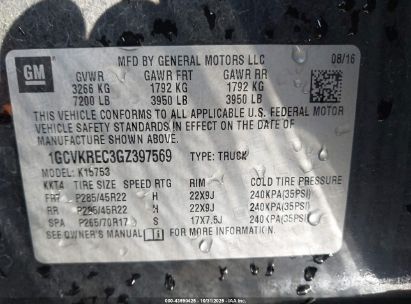 GM
MFD BY GENERAL MOTORS LLC 08/16
GVWR GAWR FRT GAWR RR
3266 KG 1792 KG 1792 KG
7200 LB 3950 LB 3950 LB
THIS VEHICLE CONFORMS TO ALL APPLICABLE U.S. FEDERAL MOTOR
VEHICLE SAFETY STANDARDS IN EFFECT ON THE DATE OF
MANUFACTURE SHOWN ABOVE.
1GCVKREC3GZ397569 TYPE: TRUCK
MODEL: K15753
KKT4 TIRE SIZE SPEED RTG RIM COLD TIRE PRESSURE
FRT P285/45R22 H 22X9J 240KPA(35PSI)
RR P285/45R22 H 22X9J 240KPA(35PSI)
SPA P265/70R17 S 17X7.5J 240KPA(35PSI)
SEE OWNER'S MANUAL FOR MORE INFORMATION.
10/31/2025